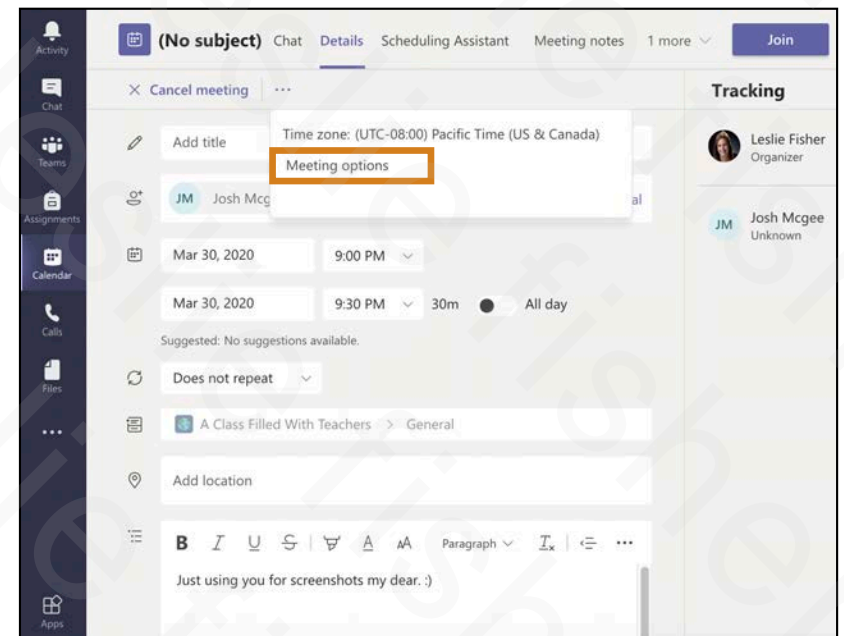 Activity
Chat
Teams
Assignments
Calendar
Calls
Files
Apps
(No subject) Chat Details Scheduling Assistant Meeting notes 1 more Join
Cancel meeting ...
Tracking
Add title
Time zone: (UTC-08:00) Pacific Time (US & Canada)
Meeting options
Leslie Fisher
Organizer
JM Josh Mcg al
JM Josh Mcgee
Unknown
Mar 30, 2020 9:00 PM
Mar 30, 2020 9:30 PM 30m All day
Suggested: No suggestions available.
Does not repeat
A Class Filled With Teachers > General
Add location
B I U S A AA Paragraph Tx ...
Just using you for screenshots my dear. :)